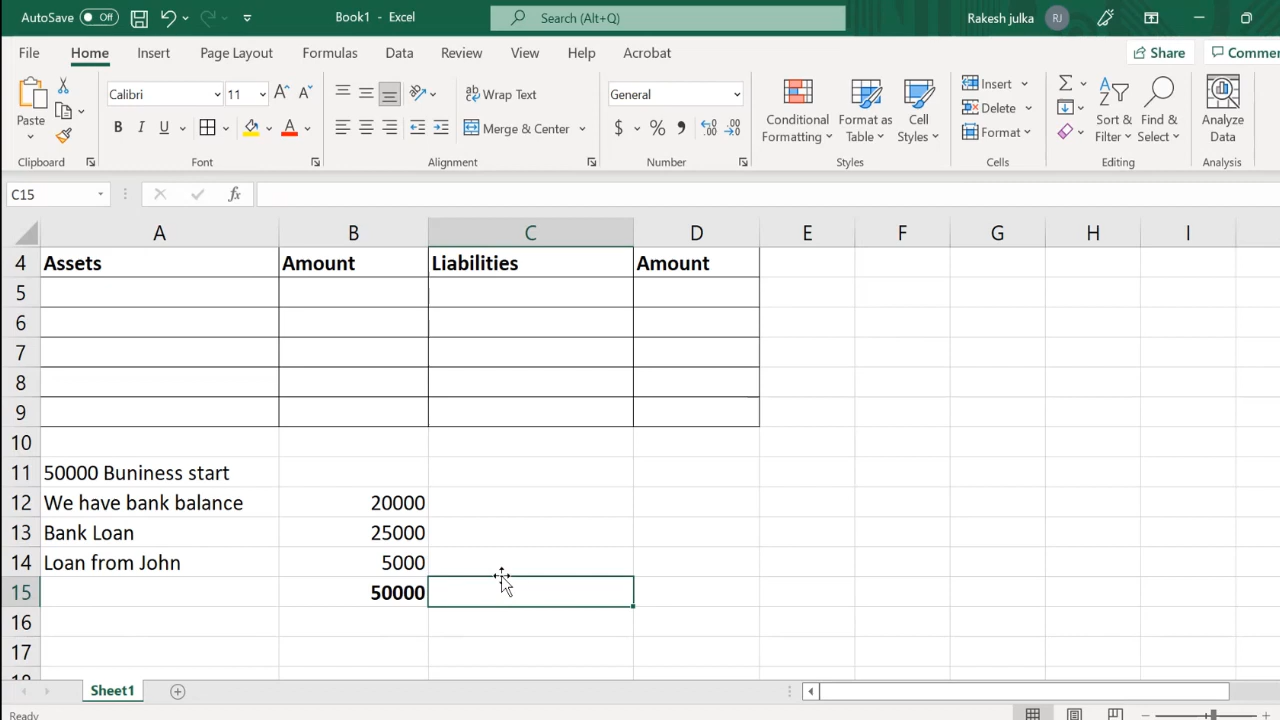 AutoSave Off Book1 - Excel Search (Alt+Q) Rakesh julka RJ
File Home Insert Page Layout Formulas Data Review View Help Acrobat Share
Paste Calibri 11 Wrap Text General Conditional Formatting Format as Table Cell Styles Insert Sort & Filter Find & Select Analyze Data
Delete
B I U Merge & Center $ % Format
Clipboard Font Alignment Number Styles Cells Editing Analysis
C15 fx
A B C D E F G H I
4 Assets Amount Liabilities Amount
5
6
7
8
9
10
11 50000 Buniness start
12 We have bank balance 20000
13 Bank Loan 25000
14 Loan from John 5000
15 50000
16
17
Sheet1
Ready